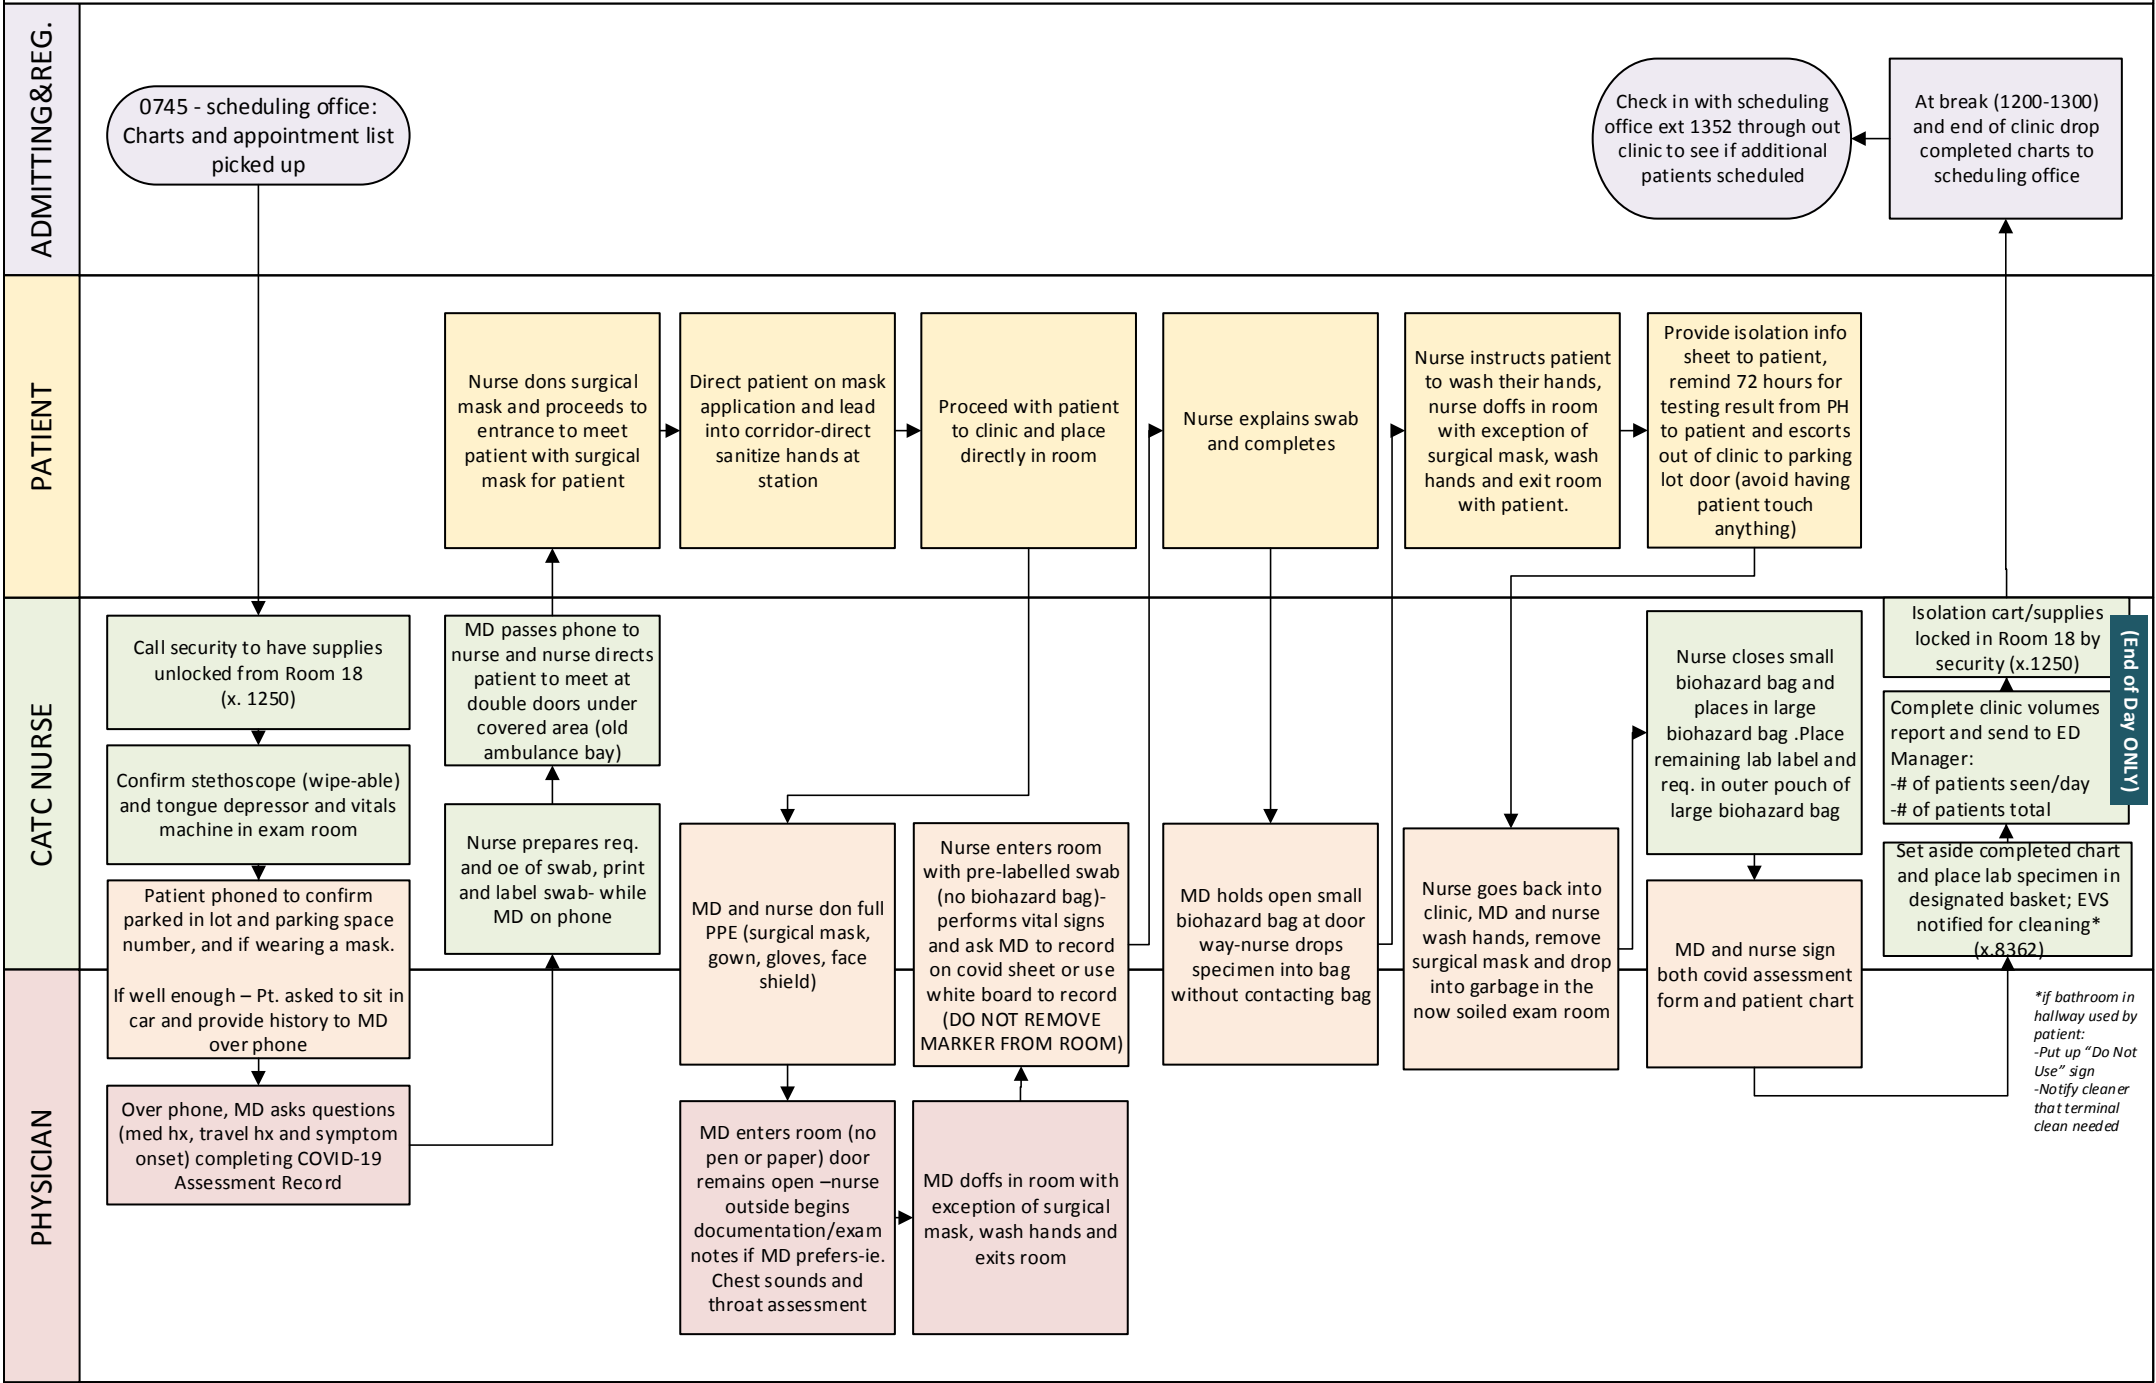 ADMITTING&REG.
0745 - scheduling office:
Charts and appointment list
picked up
Check in with scheduling
office ext 1352 through out
clinic to see if additional
patients scheduled
At break (1200-1300)
and end of clinic drop
completed charts to
scheduling office
PATIENT
Nurse dons surgical
mask and proceeds to
entrance to meet
patient with surgical
mask for patient
Direct patient on mask
application and lead
into corridor-direct
sanitize hands at
station
Proceed with patient
to clinic and place
directly in room
Nurse explains swab
and completes
Nurse instructs patient
to wash their hands,
nurse doffs in room
with exception of
surgical mask, wash
hands and exit room
with patient.
Provide isolation info
sheet to patient,
remind 72 hours for
testing result from PH
to patient and escorts
out of clinic to parking
lot door (avoid having
patient touch
anything)
CATC NURSE
Call security to have supplies
unlocked from Room 18
(x. 1250)
Confirm stethoscope (wipe-able)
and tongue depressor and vitals
machine in exam room
Patient phoned to confirm
parked in lot and parking space
number, and if wearing a mask.
If well enough – Pt. asked to sit in
car and provide history to MD
over phone
MD passes phone to
nurse and nurse directs
patient to meet at
double doors under
covered area (old
ambulance bay)
Nurse prepares req.
and oe of swab, print
and label swab- while
MD on phone
MD and nurse don full
PPE (surgical mask,
gown, gloves, face
shield)
Nurse enters room
with pre-labelled swab
(no biohazard bag)-
performs vital signs
and ask MD to record
on covid sheet or use
white board to record
(DO NOT REMOVE
MARKER FROM ROOM)
MD holds open small
biohazard bag at door
way-nurse drops
specimen into bag
without contacting bag
Nurse goes back into
clinic, MD and nurse
wash hands, remove
surgical mask and drop
into garbage in the
now soiled exam room
Nurse closes small
biohazard bag and
places in large
biohazard bag .Place
remaining lab label and
req. in outer pouch of
large biohazard bag
MD and nurse sign
both covid assessment
form and patient chart
Isolation cart/supplies
locked in Room 18 by
security (x.1250)
Complete clinic volumes
report and send to ED
Manager:
-# of patients seen/day
-# of patients total
(End of Day ONLY)
Set aside completed chart
and place lab specimen in
designated basket; EVS
notified for cleaning*
(x.8362)
*if bathroom in
hallway used by
patient:
-Put up “Do Not
Use” sign
-Notify cleaner
that terminal
clean needed
PHYSICIAN
Over phone, MD asks questions
(med hx, travel hx and symptom
onset) completing COVID-19
Assessment Record
MD enters room (no
pen or paper) door
remains open –nurse
outside begins
documentation/exam
notes if MD prefers-ie.
Chest sounds and
throat assessment
MD doffs in room with
exception of surgical
mask, wash hands and
exits room